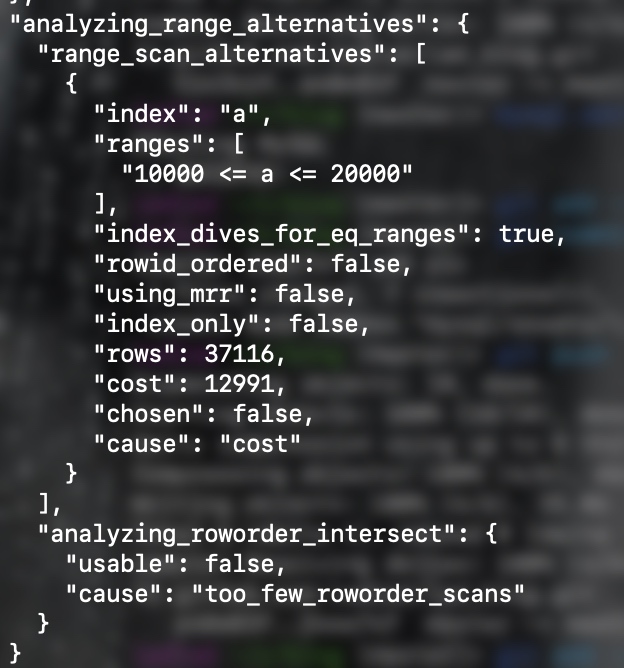 "analyzing_range_alternatives": {
"range_scan_alternatives": [
{
"index": "a",
"ranges": [
"10000 <= a <= 20000"
],
"index_dives_for_eq_ranges": true,
"rowid_ordered": false,
"using_mrr": false,
"index_only": false,
"rows": 37116,
"cost": 12991,
"chosen": false,
"cause": "cost"
}
],
"analyzing_roworder_intersect": {
"usable": false,
"cause": "too_few_roworder_scans"
}
}